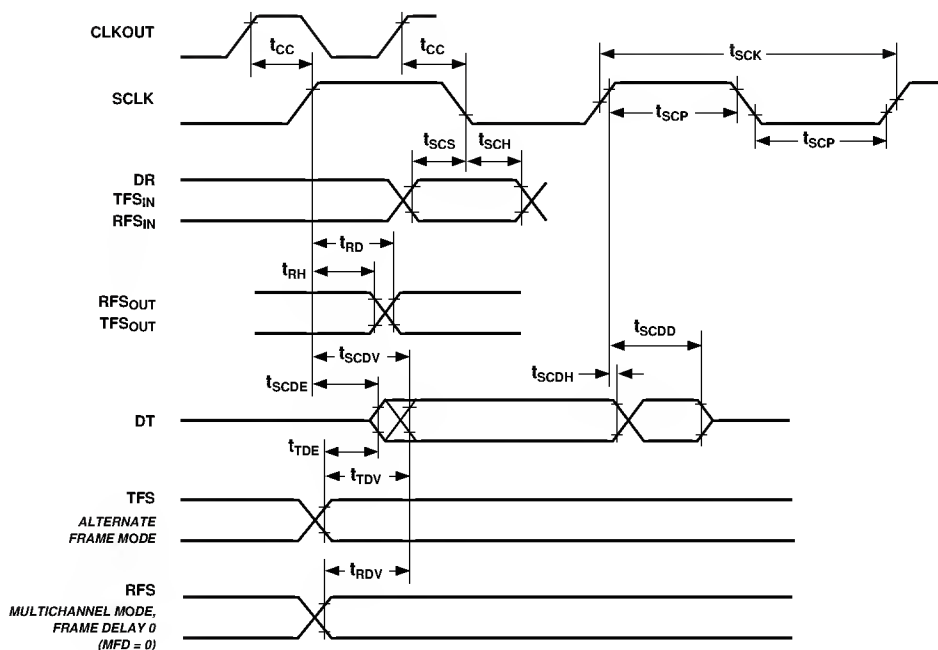 CLKOUT
tCC
tCC
tSCK
SCLK
tSCP
tSCP
tSCS
tSCH
DR
TFSIN
RFSIN
tRD
tRH
RFSOUT
TFSOUT
tSCDD
tSCDV
tSCDH
tSCDE
DT
tTDE
tTDV
TFS
ALTERNATE
FRAME MODE
tRDV
RFS
MULTICHANNEL MODE,
FRAME DELAY 0
(MFD = 0)